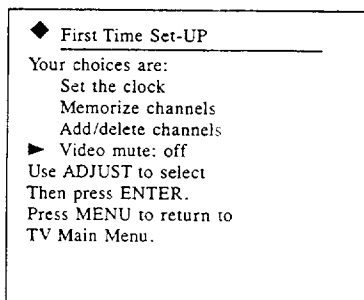 First Time Set-UP
Your choices are:
Set the clock
Memorize channels
Add/delete channels
Video mute: off
Use ADJUST to select
Then press ENTER.
Press MENU to return to
TV Main Menu.